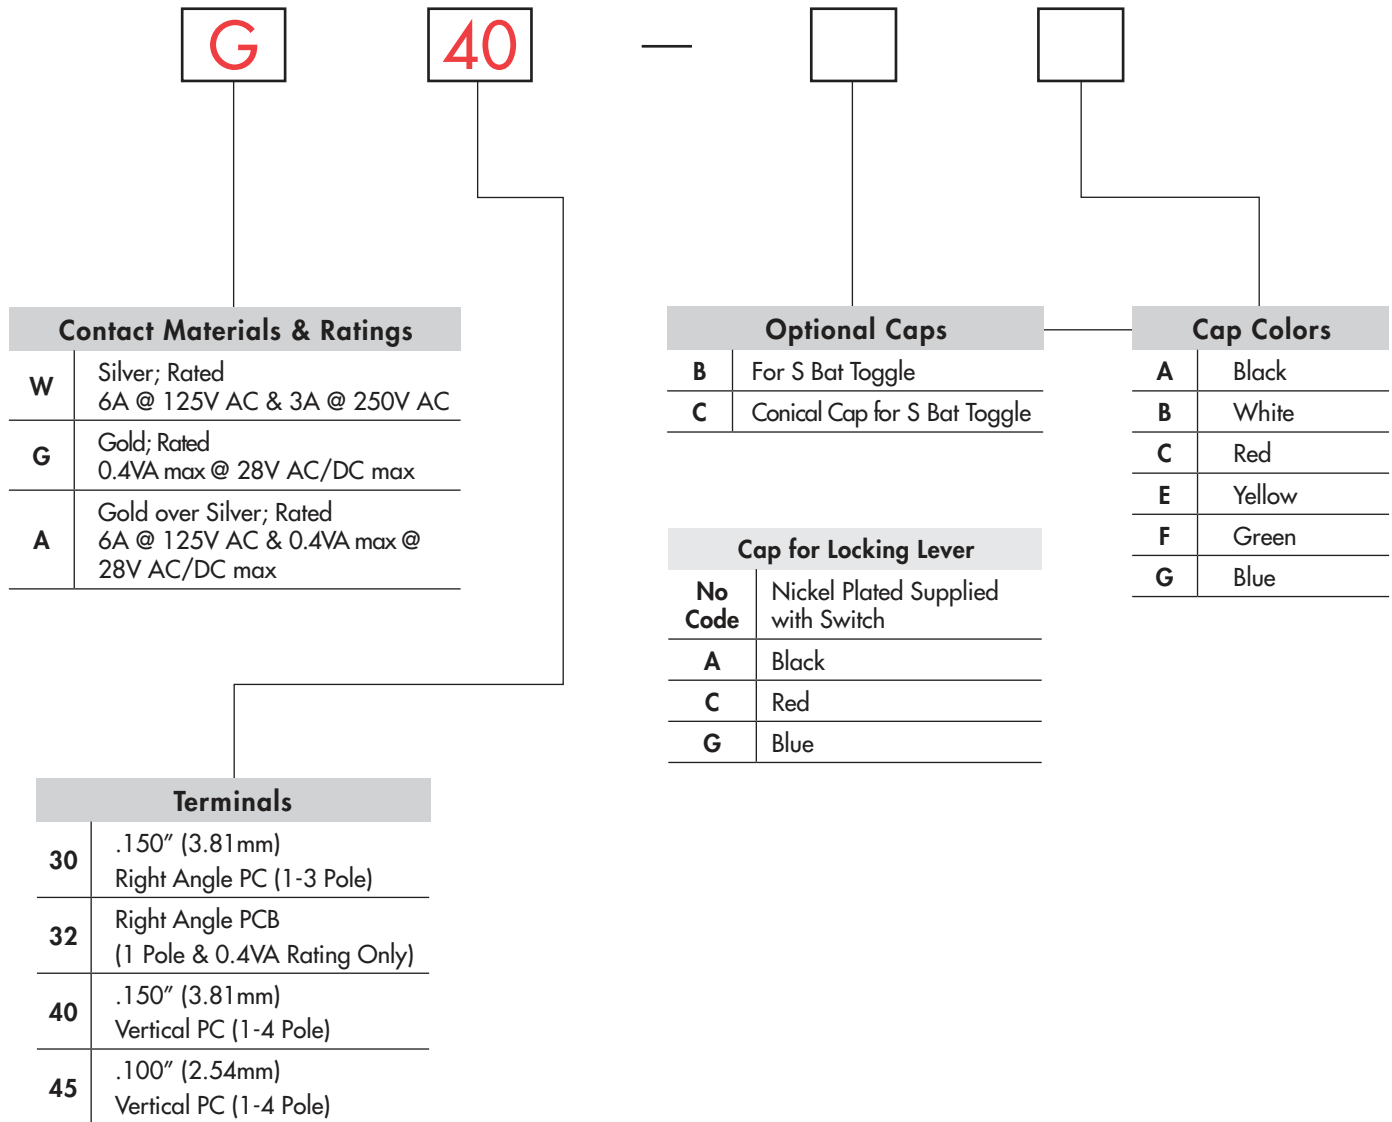 G 40 —
Contact Materials & Ratings
W Silver; Rated
6A @ 125V AC & 3A @ 250V AC
G Gold; Rated
0.4VA max @ 28V AC/DC max
A Gold over Silver; Rated
6A @ 125V AC & 0.4VA max @
28V AC/DC max
Terminals
30 .150" (3.81mm)
Right Angle PC (1-3 Pole)
32 Right Angle PCB
(1 Pole & 0.4VA Rating Only)
40 .150" (3.81mm)
Vertical PC (1-4 Pole)
45 .100" (2.54mm)
Vertical PC (1-4 Pole)
Optional Caps
B For S Bat Toggle
C Conical Cap for S Bat Toggle
Cap for Locking Lever
No Code Nickel Plated Supplied
with Switch
A Black
C Red
G Blue
Cap Colors
A Black
B White
C Red
E Yellow
F Green
G Blue